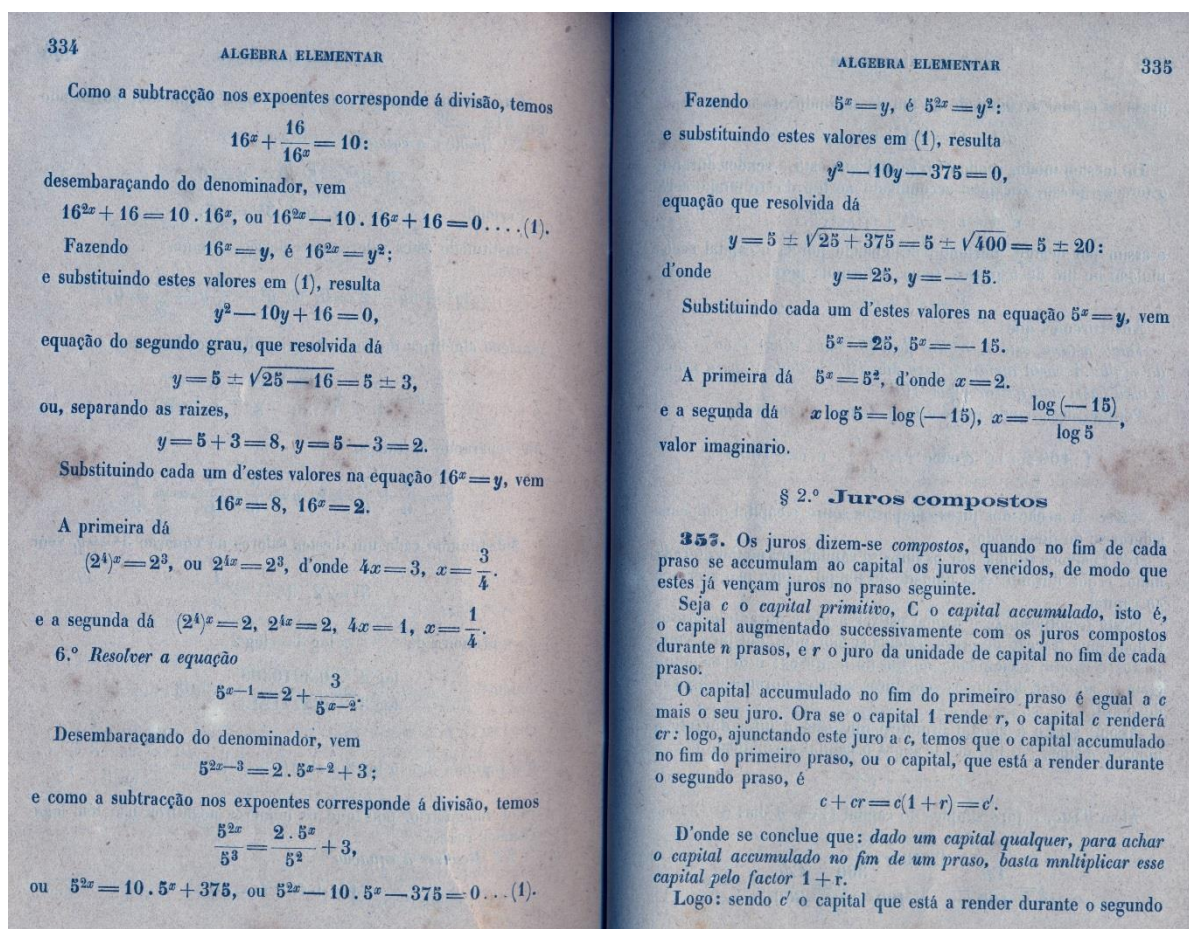 334
ALGEBRA ELEMENTAR
Como a subtracção nos expoentes corresponde á divisão, temos
16^x + 16/16^x = 10:
desembaraçando do denominador, vem
16^{2x} + 16 = 10 . 16^x, ou 16^{2x} — 10 . 16^x + 16 = 0....(1).
Fazendo 16^x = y, é 16^{2x} = y²;
e substituindo estes valores em (1), resulta
y² — 10y + 16 = 0,
equação do segundo grau, que resolvida dá
y = 5 ± √(25 — 16) = 5 ± 3,
ou, separando as raizes,
y = 5 + 3 = 8, y = 5 — 3 = 2.
Substituindo cada um d'estes valores na equação 16^x = y, vem
16^x = 8, 16^x = 2.
A primeira dá
(2⁴)^x = 2³, ou 2^{4x} = 2³, d'onde 4x = 3, x = 3/4.
e a segunda dá (2⁴)^x = 2, 2^{4x} = 2, 4x = 1, x = 1/4.
6.º Resolver a equação
5^{x—1} = 2 + 3/5^{x—2}.
Desembaraçando do denominador, vem
5^{2x—3} = 2 . 5^{x—2} + 3;
e como a subtracção nos expoentes corresponde á divisão, temos
5^{2x}/5³ = 2 . 5^x/5² + 3,
ou 5^{2x} = 10 . 5^x + 375, ou 5^{2x} — 10 . 5^x — 375 = 0...(1).
ALGEBRA ELEMENTAR
335
Fazendo 5^x = y, é 5^{2x} = y²:
e substituindo estes valores em (1), resulta
y² — 10y — 375 = 0,
equação que resolvida dá
y = 5 ± √(25 + 375) = 5 ± √400 = 5 ± 20:
d'onde y = 25, y = — 15.
Substituindo cada um d'estes valores na equação 5^x = y, vem
5^x = 25, 5^x = — 15.
A primeira dá 5^x = 5², d'onde x = 2.
e a segunda dá x log 5 = log (— 15), x = log (— 15)/log 5,
valor imaginario.
§ 2.º Juros compostos
357. Os juros dizem-se compostos, quando no fim de cada
praso se accumulam ao capital os juros vencidos, de modo que
estes já vençam juros no praso seguinte.
Seja c o capital primitivo, C o capital accumulado, isto é,
o capital augmentado successivamente com os juros compostos
durante n prasos, e r o juro da unidade de capital no fim de cada
praso.
O capital accumulado no fim do primeiro praso é egual a c
mais o seu juro. Ora se o capital 1 rende r, o capital c renderá
cr: logo, ajunctando este juro a c, temos que o capital accumulado
no fim do primeiro praso, ou o capital, que está a render durante
o segundo praso, é
c + cr = c(1 + r) = c'.
D'onde se conclue que: dado um capital qualquer, para achar
o capital accumulado no fim de um praso, basta mnltiplicar esse
capital pelo factor 1 + r.
Logo: sendo c' o capital que está a render durante o segundo